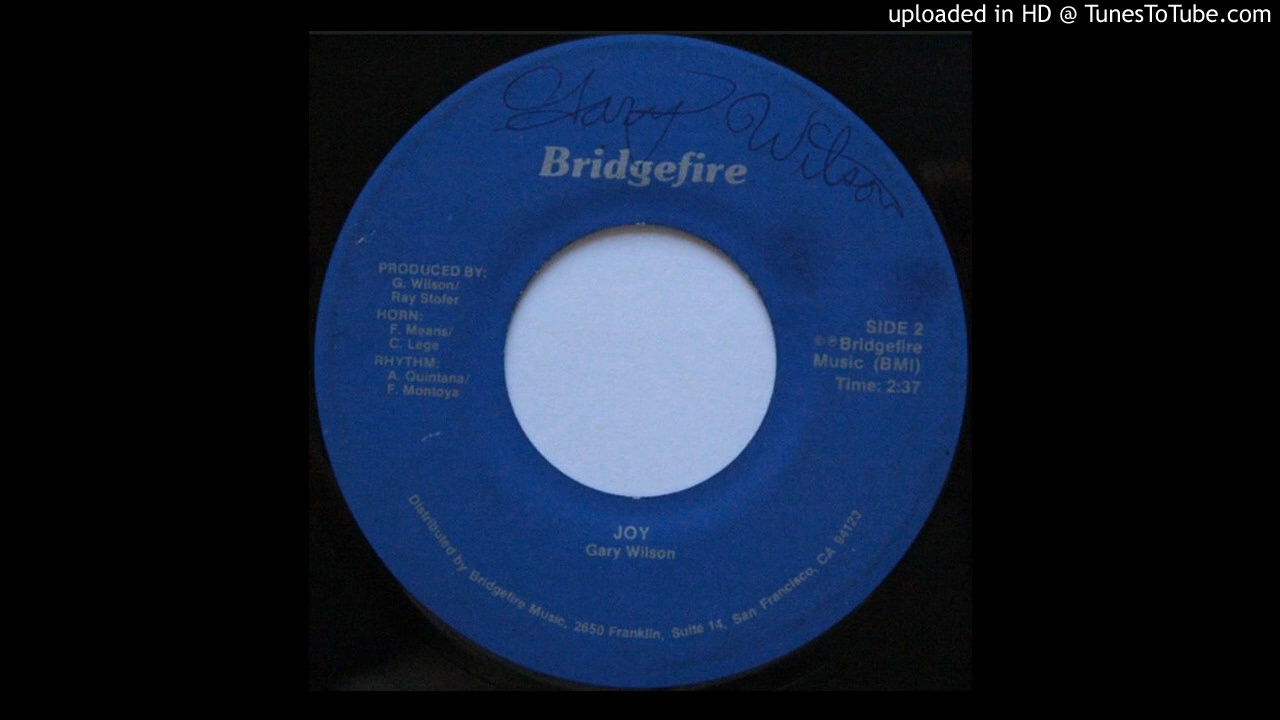 uploaded in HD @ TunesToTube.com
Gary Wilson
Bridgefire
PRODUCED BY:
G. Wilson/
Ray Stofer
HORN:
F. Means/
C. Lege
RHYTHM:
A. Quintana/
F. Montoya
SIDE 2
©℗Bridgefire
Music (BMI)
Time: 2:37
JOY
Gary Wilson
Distributed by Bridgefire Music, 2650 Franklin, Suite 14, San Francisco, CA 94123